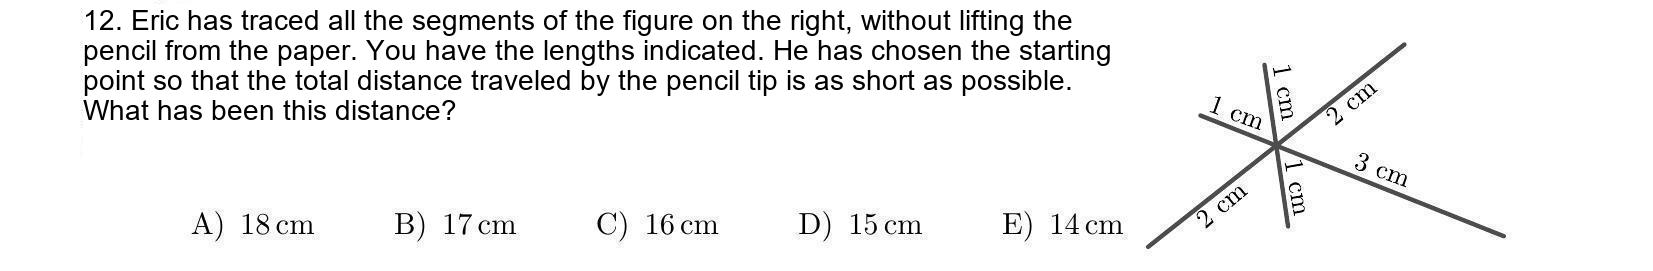 12. Eric has traced all the segments of the figure on the right, without lifting the
pencil from the paper. You have the lengths indicated. He has chosen the starting
point so that the total distance traveled by the pencil tip is as short as possible.
What has been this distance?
1 cm
1 cm
2 cm
3 cm
1 cm
2 cm
A) 18 cm B) 17 cm C) 16 cm D) 15 cm E) 14 cm